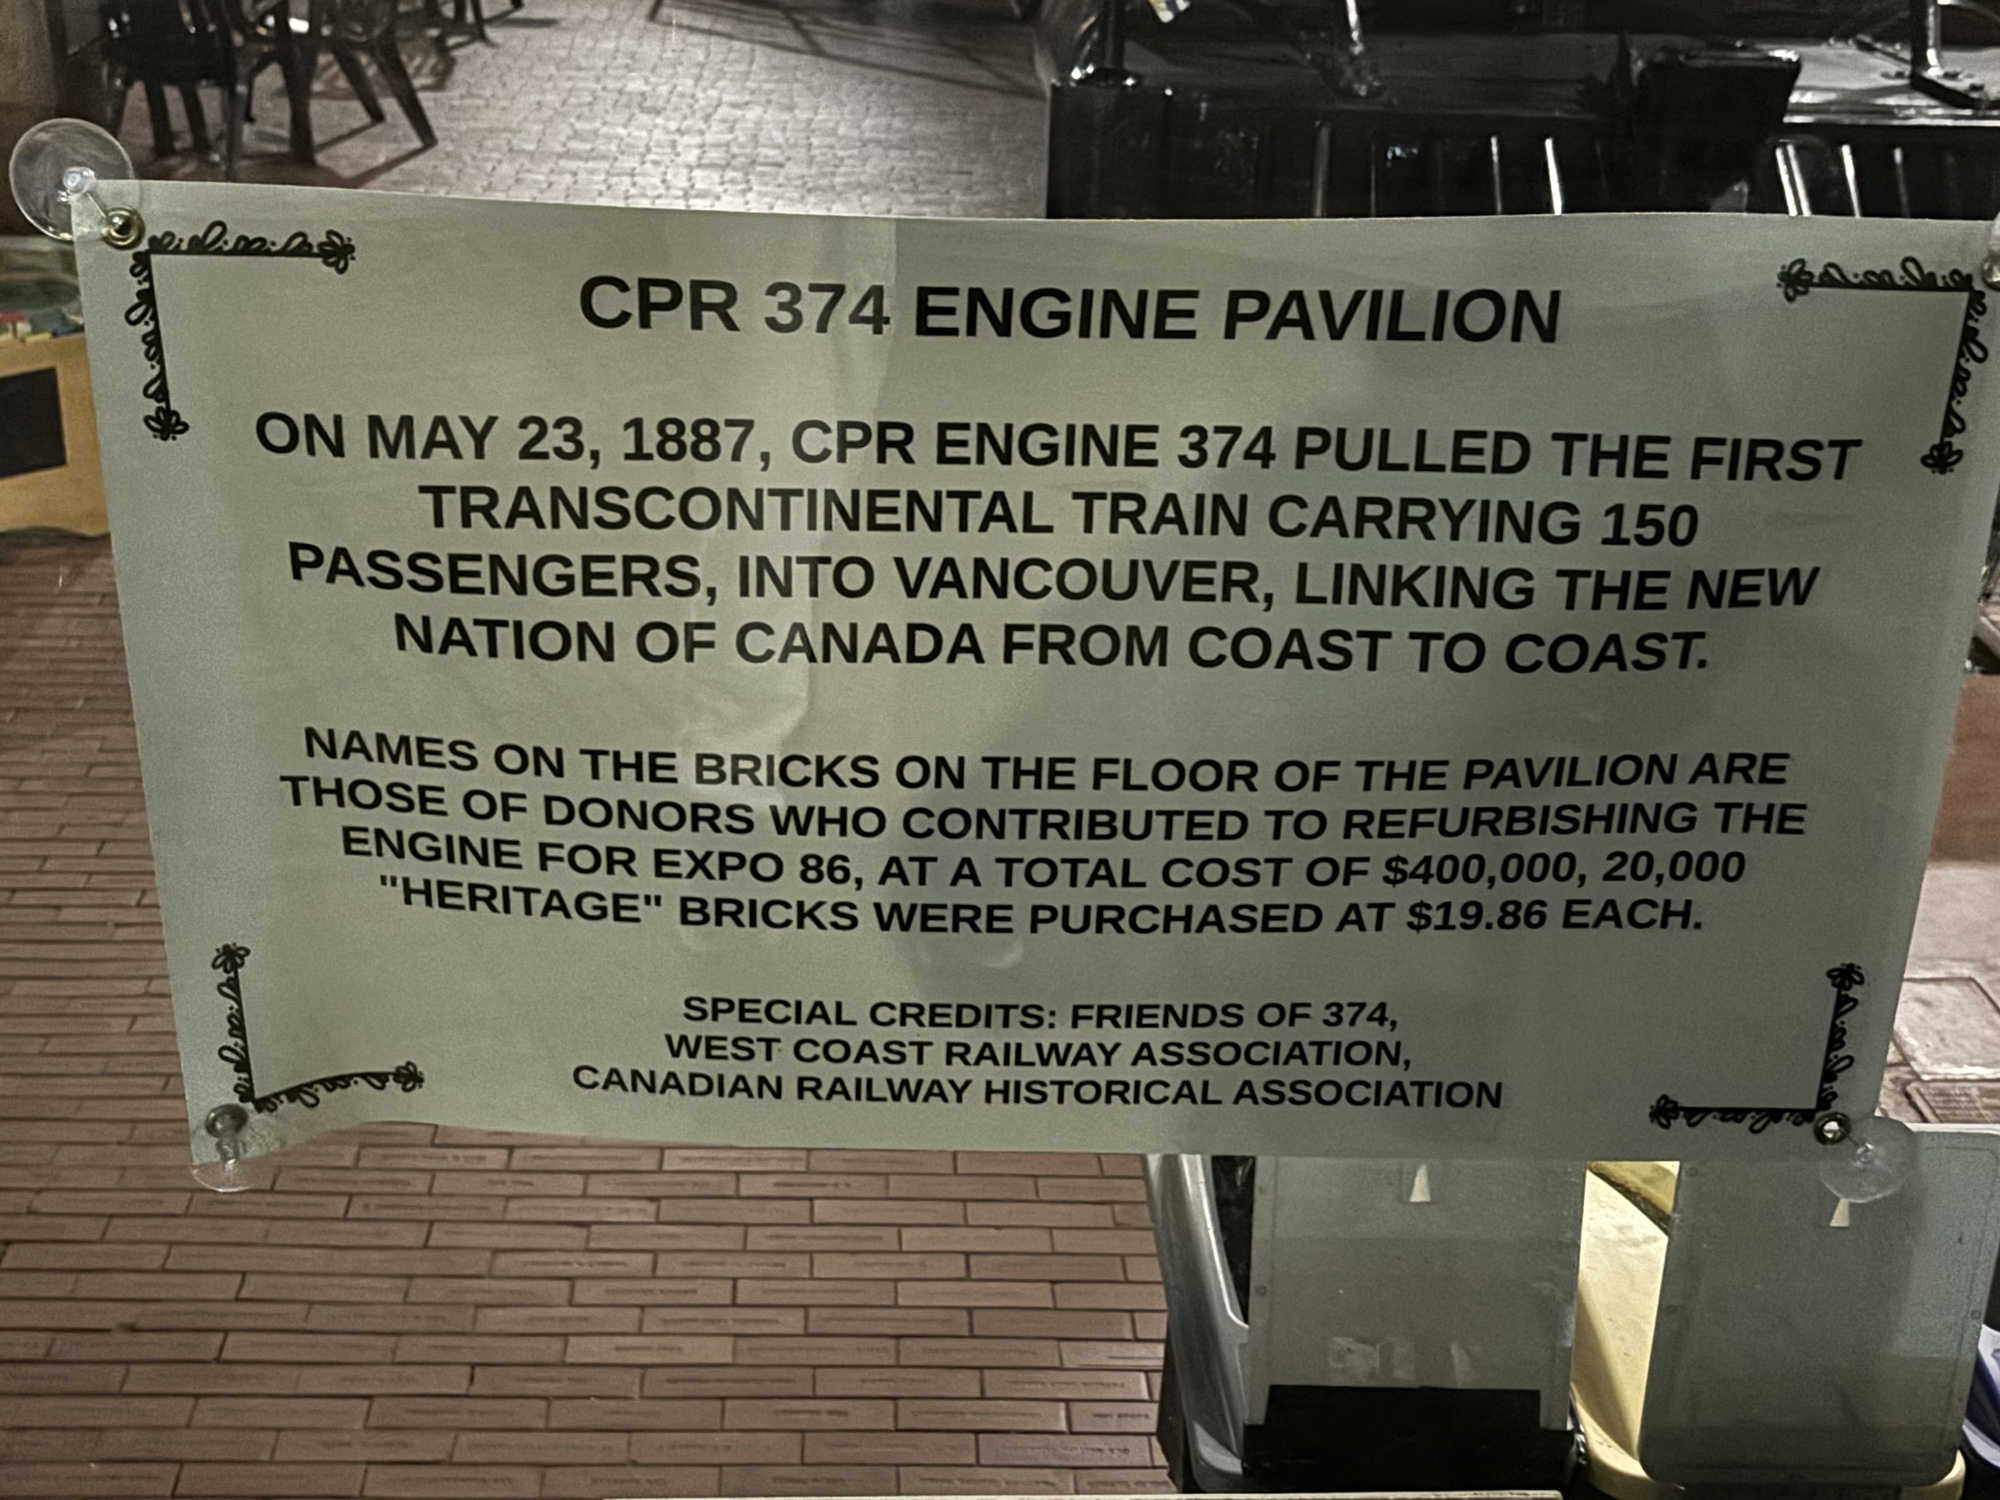 CPR 374 ENGINE PAVILION
ON MAY 23, 1887, CPR ENGINE 374 PULLED THE FIRST
TRANSCONTINENTAL TRAIN CARRYING 150
PASSENGERS, INTO VANCOUVER, LINKING THE NEW
NATION OF CANADA FROM COAST TO COAST.
NAMES ON THE BRICKS ON THE FLOOR OF THE PAVILION ARE
THOSE OF DONORS WHO CONTRIBUTED TO REFURBISHING THE
ENGINE FOR EXPO 86, AT A TOTAL COST OF $400,000, 20,000
"HERITAGE" BRICKS WERE PURCHASED AT $19.86 EACH.
SPECIAL CREDITS: FRIENDS OF 374,
WEST COAST RAILWAY ASSOCIATION,
CANADIAN RAILWAY HISTORICAL ASSOCIATION